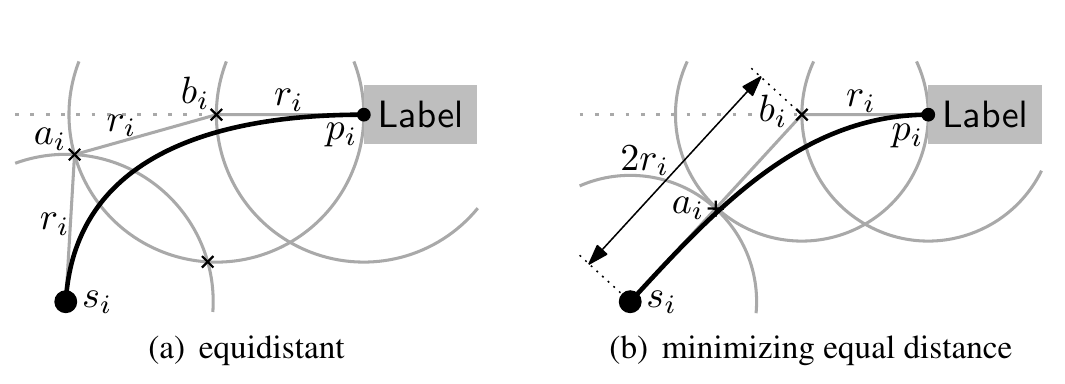 b_i r_i Label
a_i r_i p_i
r_i
s_i
(a) equidistant
b_i r_i Label
2r_i p_i
a_i
s_i
(b) minimizing equal distance